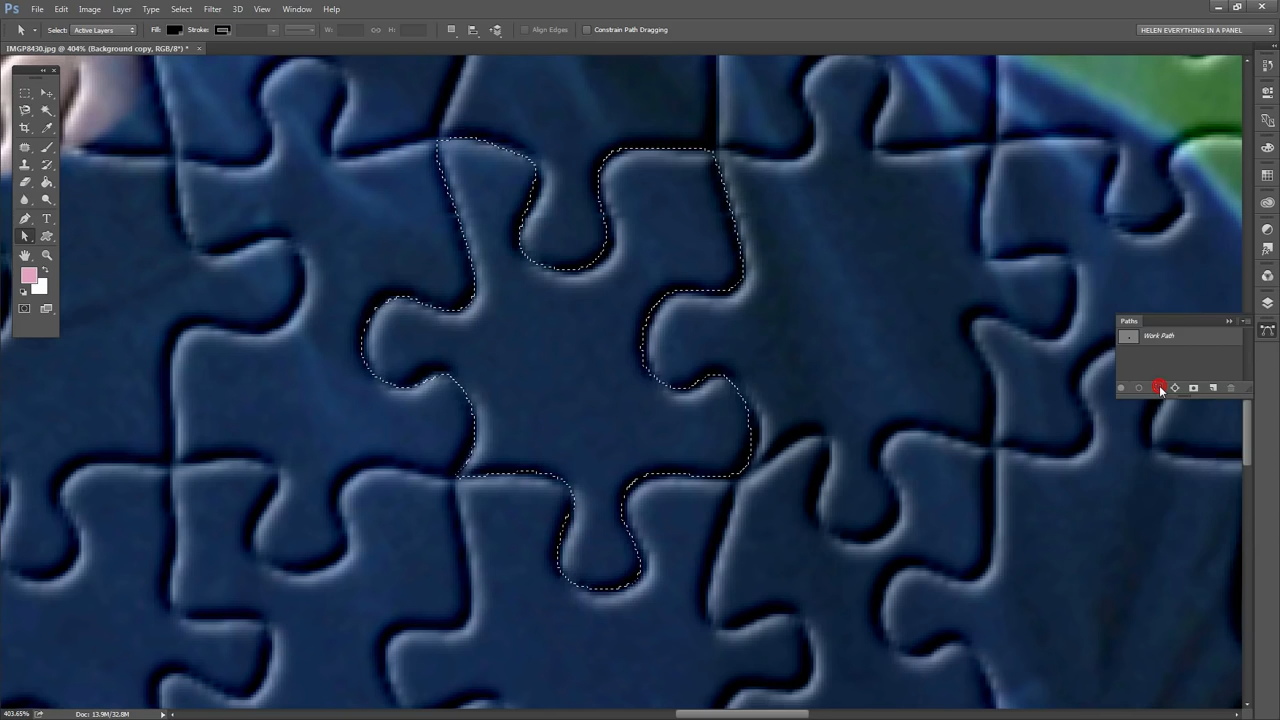 Ps File Edit Image Layer Type Select Filter 3D View Window Help
Select: Active Layers Fill: Stroke: W: H: Align Edges Constrain Path Dragging HELEN EVERYTHING IN A PANEL
IMGP8430.jpg @ 404% (Background copy, RGB/8*) * ×
Paths
Work Path
403.65% Doc: 13.9M/32.8M